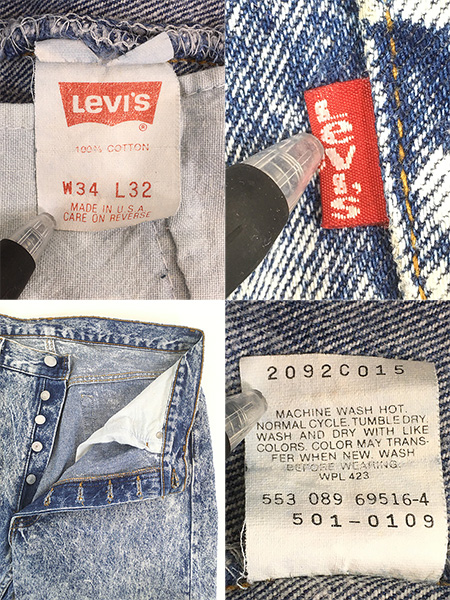 LEVI'S
®
100% COTTON
W34 L32
MADE IN U.S.A.
CARE ON REVERSE
LeVI'S
2092C015
MACHINE WASH HOT,
NORMAL CYCLE. TUMBLE DRY.
WASH AND DRY WITH LIKE
COLORS. COLOR MAY TRANS-
FER WHEN NEW. WASH
BEFORE WEARING.
WPL 423
553 089 69516-4
501-0109